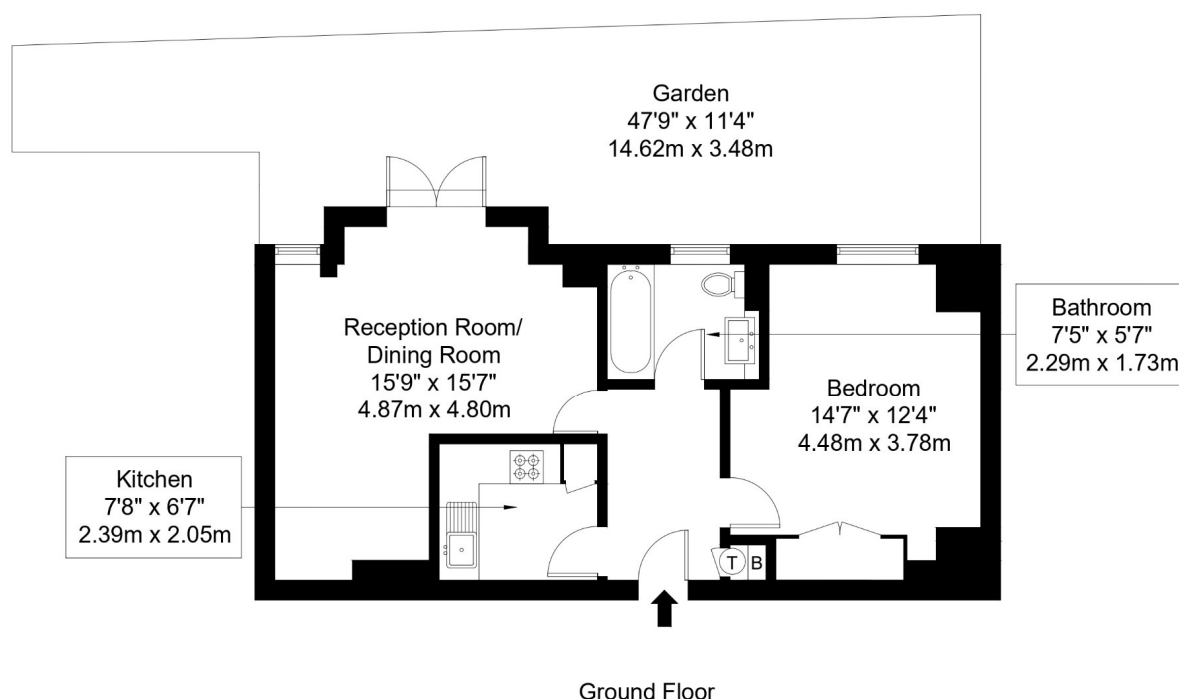 Garden
47'9" x 11'4"
14.62m x 3.48m
Reception Room/
Dining Room
15'9" x 15'7"
4.87m x 4.80m
Bathroom
7'5" x 5'7"
2.29m x 1.73m
Bedroom
14'7" x 12'4"
4.48m x 3.78m
Kitchen
7'8" x 6'7"
2.39m x 2.05m
T B
Ground Floor